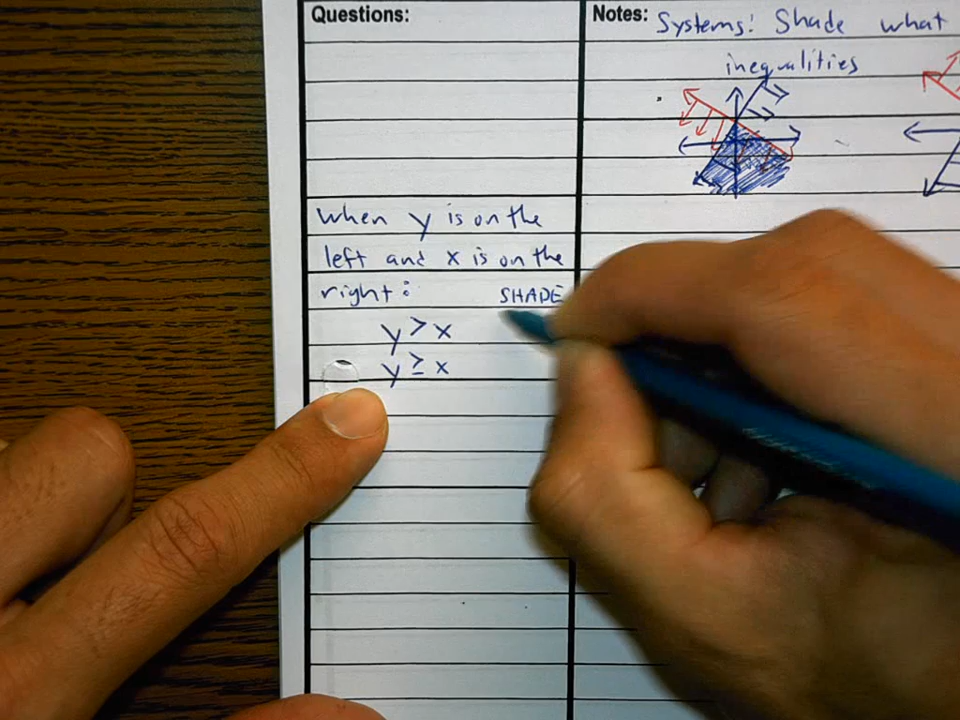 Questions:
Notes: Systems: Shade what
inequalities
when y is on the
left and x is on the
right: SHADE
y > x
y ≥ x